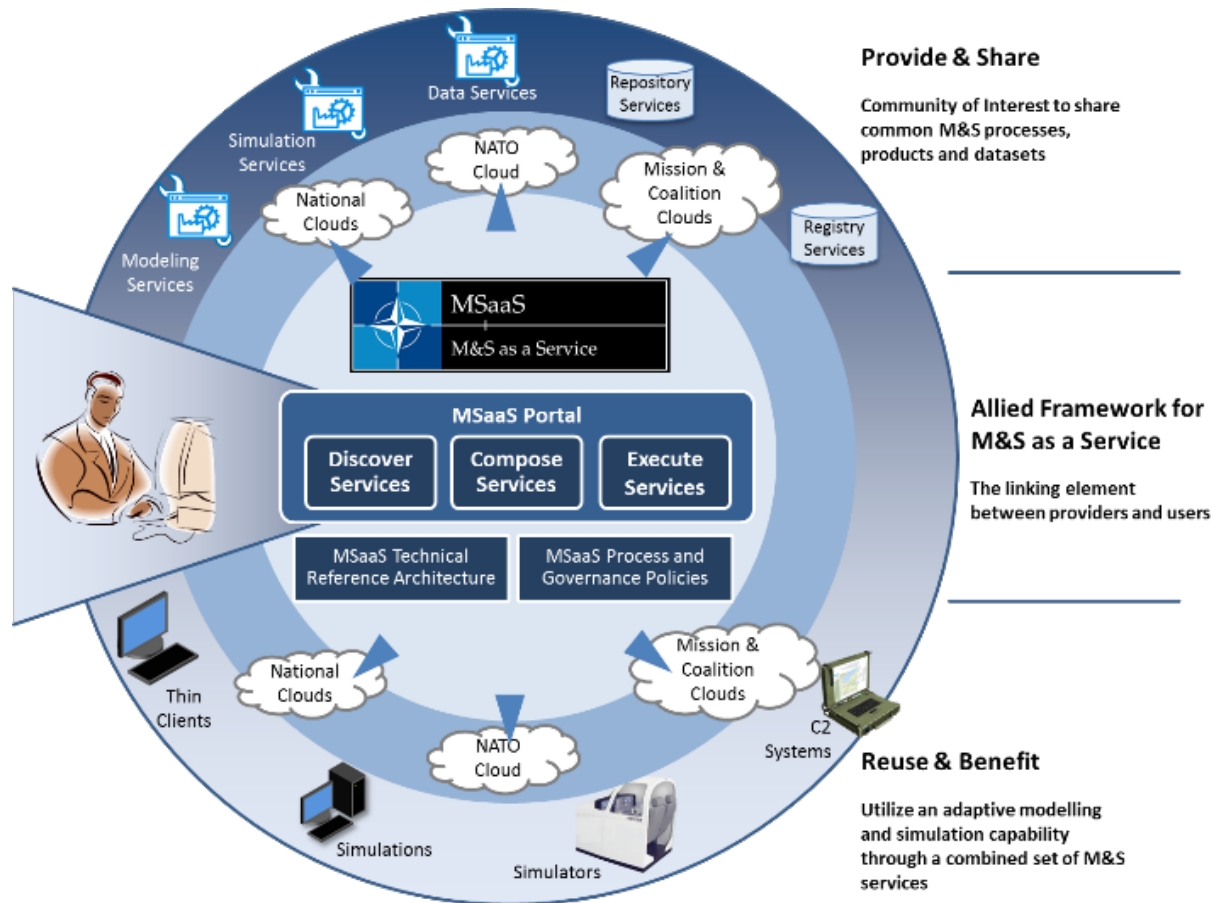 Provide & Share
Community of Interest to share
common M&S processes,
products and datasets
Data Services
Repository
Services
Simulation
Services
NATO
Cloud
Mission &
Coalition
Clouds
National
Clouds
Registry
Services
Modeling
Services
MSaaS
M&S as a Service
MSaaS Portal
Discover
Services
Compose
Services
Execute
Services
Allied Framework for
M&S as a Service
The linking element
between providers and users
MSaaS Technical
Reference Architecture
MSaaS Process and
Governance Policies
National
Clouds
Mission &
Coalition
Clouds
NATO
Cloud
Thin
Clients
C2
Systems
Simulations
Simulators
Reuse & Benefit
Utilize an adaptive modelling
and simulation capability
through a combined set of M&S
services